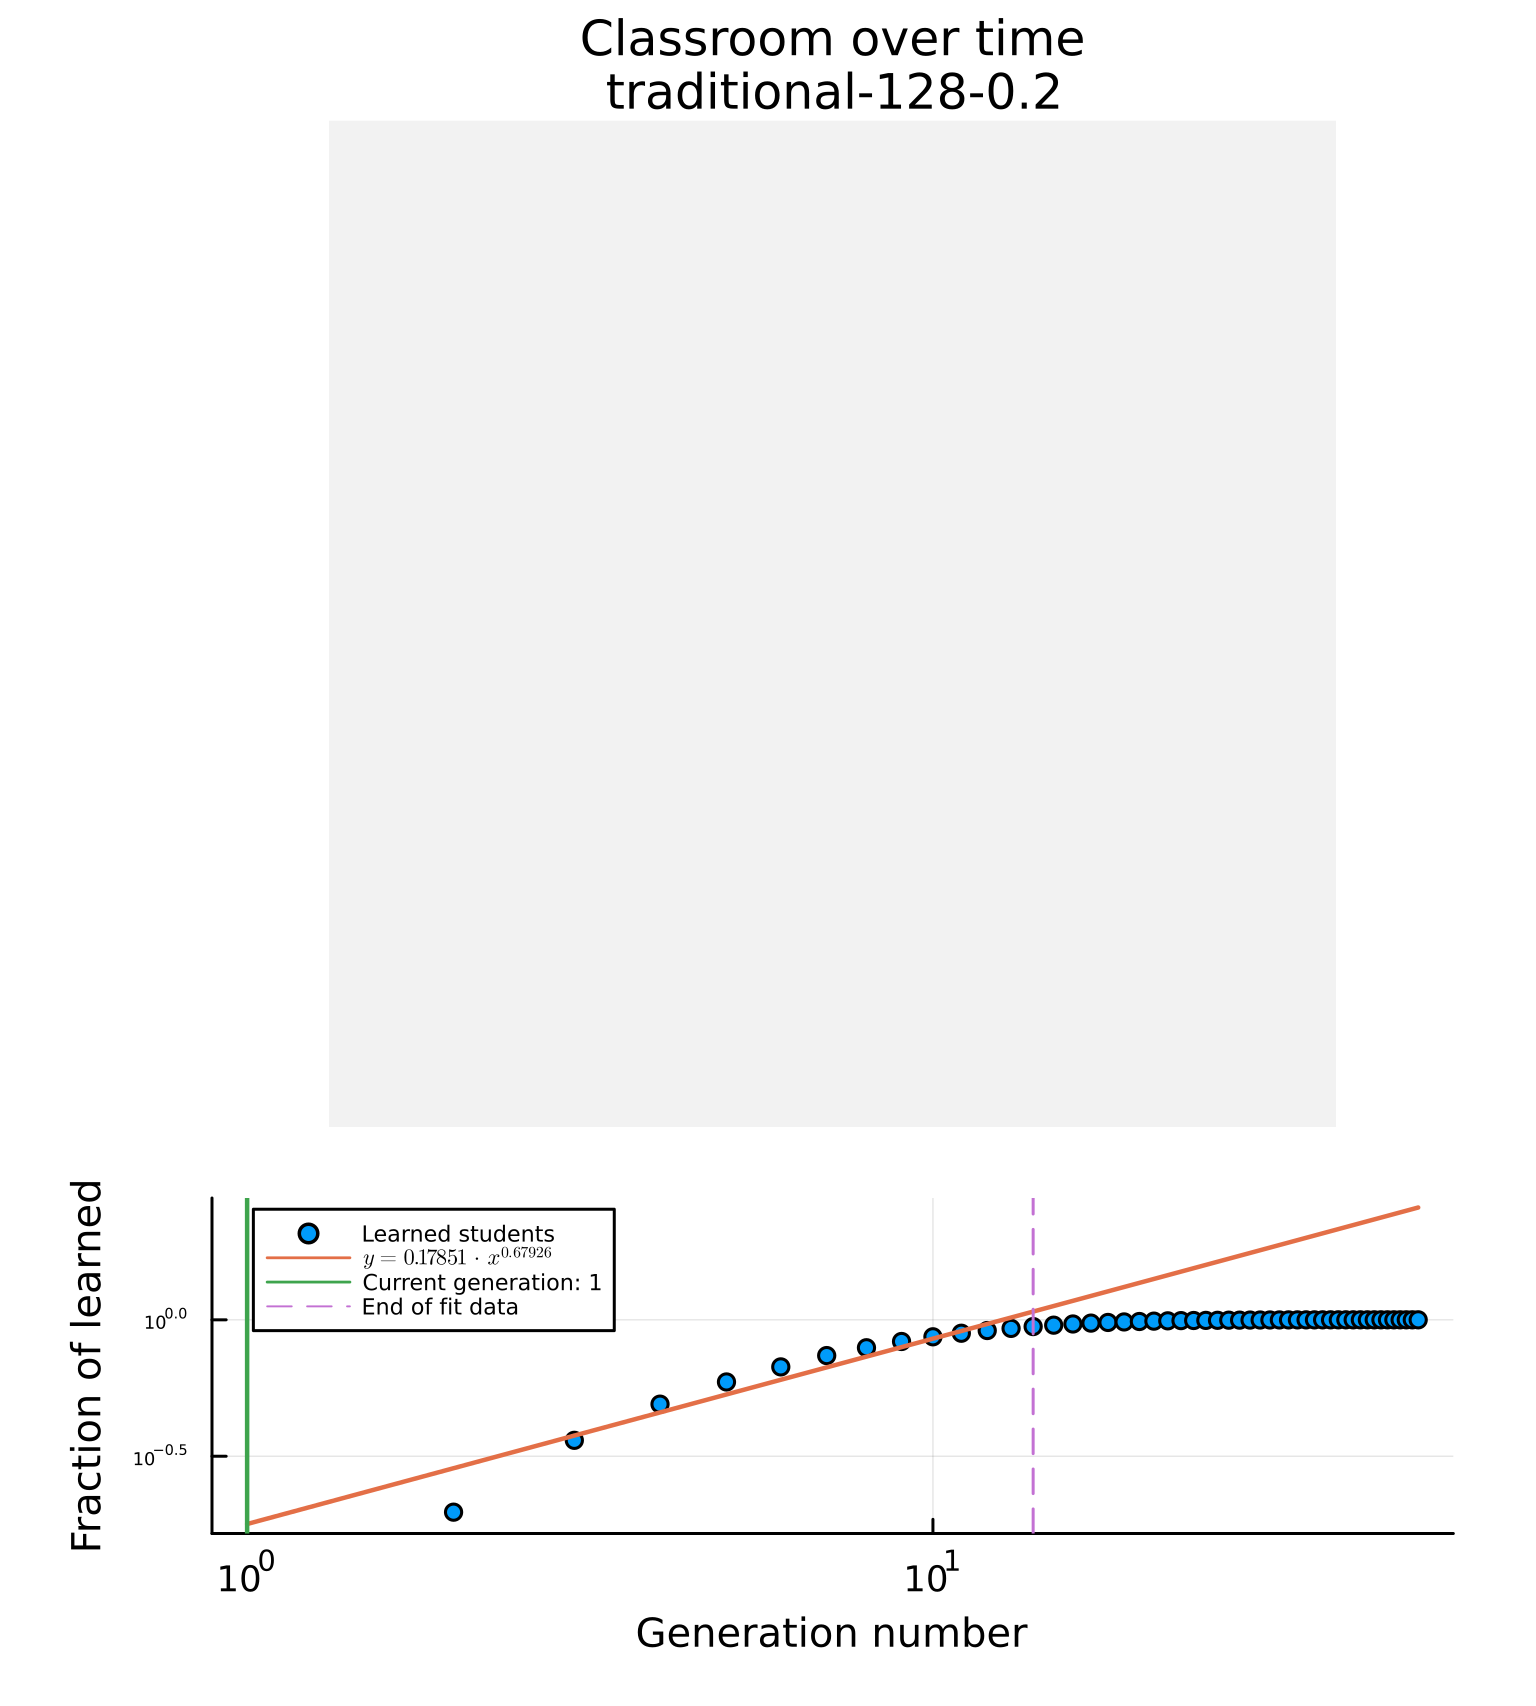 Classroom over time
traditional-128-0.2
Fraction of learned
10^0.0
10^−0.5
Learned students
y = 0.17851 · x^0.67926
Current generation: 1
End of fit data
10^0
10^1
Generation number